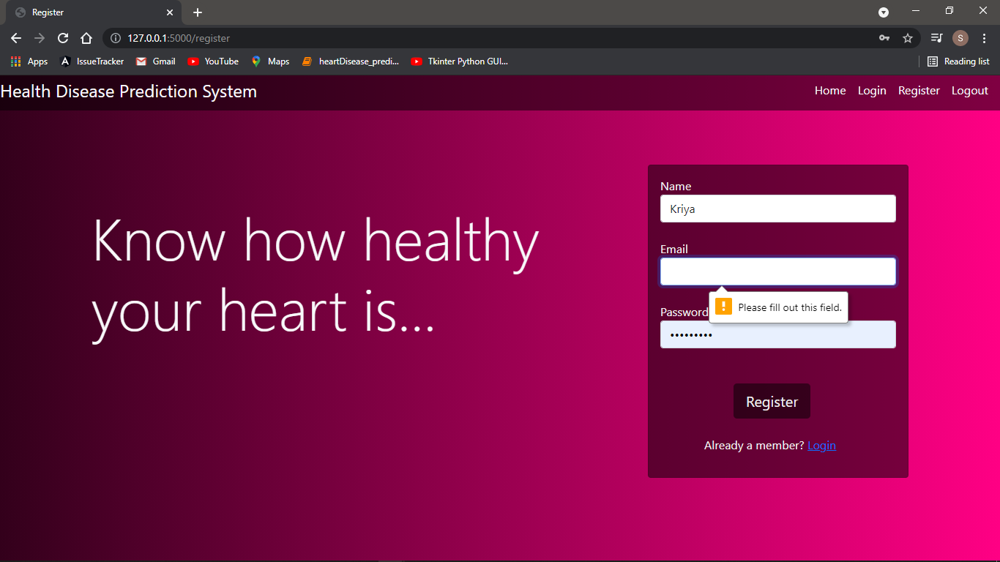 Register
127.0.0.1:5000/register
S
Apps
IssueTracker
Gmail
YouTube
Maps
heartDisease_predi...
Tkinter Python GUI...
Reading list
Health Disease Prediction System
Home
Login
Register
Logout
Know how healthy
your heart is...
Name
Kriya
Email
Please fill out this field.
Password
•••••••••
Register
Already a member? Login